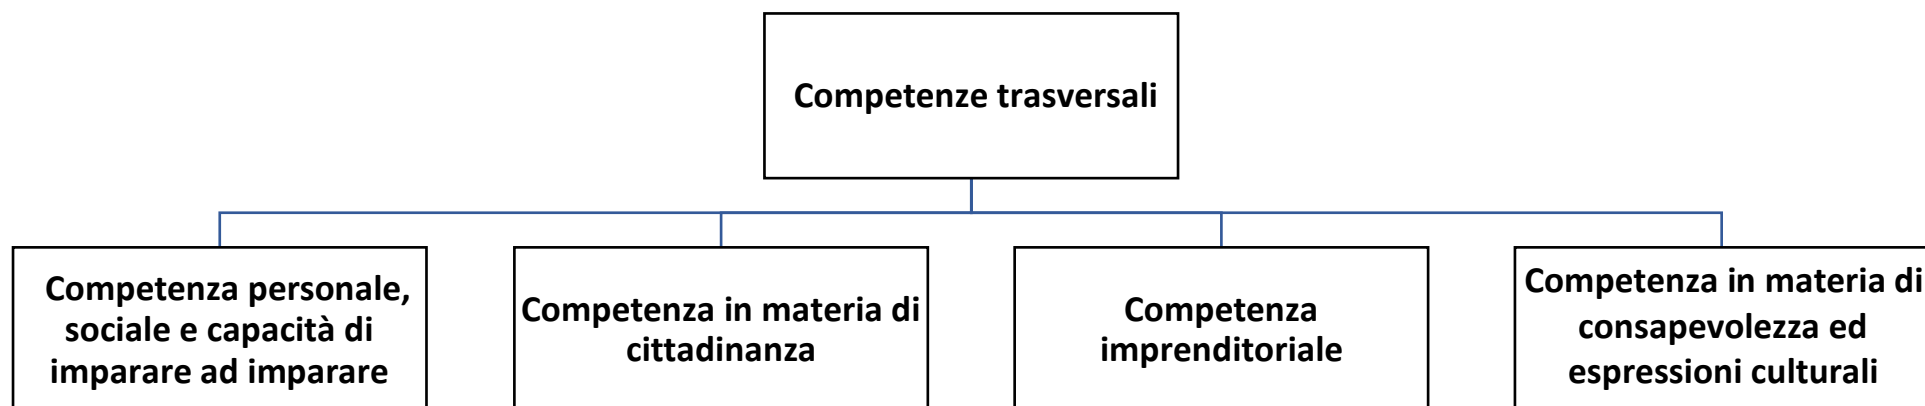 Competenze trasversali
Competenza personale,
sociale e capacità di
imparare ad imparare
Competenza in materia di
cittadinanza
Competenza
imprenditoriale
Competenza in materia di
consapevolezza ed
espressioni culturali